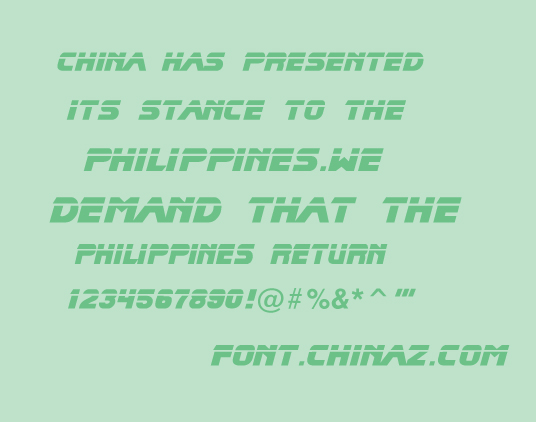 CHINA HAS PRESENTED
ITS STANCE TO THE
PHILIPPINES.WE
DEMAND THAT THE
PHILIPPINES RETURN
1234567890!@#%&*^"'
FONT.CHINAZ.COM